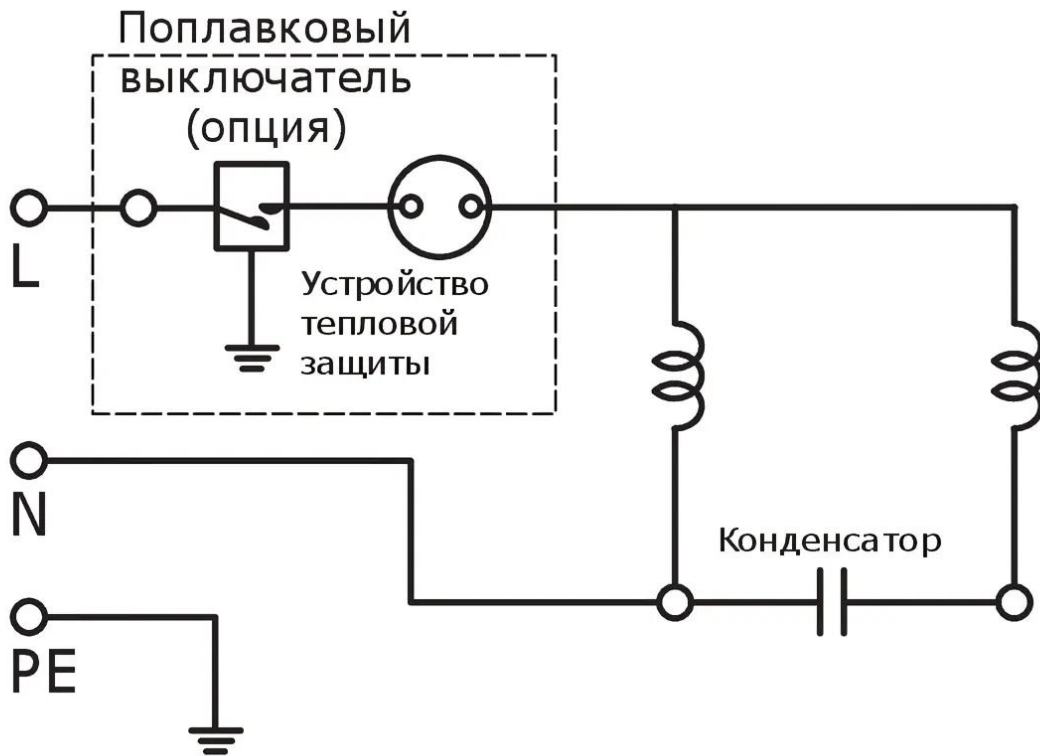 Поплавковый
выключатель
(опция)
L
Устройство
тепловой
защиты
N
Конденсатор
PE